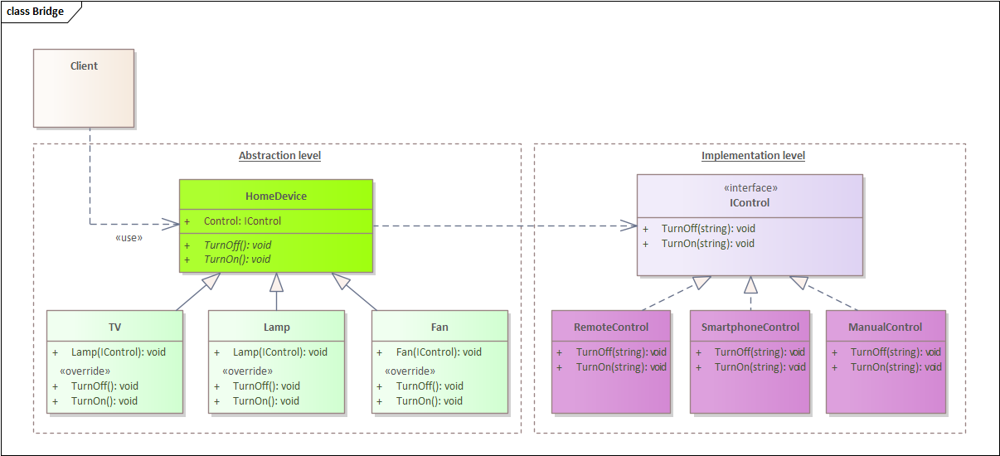 class Bridge
Client
«use»
Abstraction level
HomeDevice
+ Control: IControl
+ TurnOff(): void
+ TurnOn(): void
TV
+ Lamp(IControl): void
«override»
+ TurnOff(): void
+ TurnOn(): void
Lamp
+ Lamp(IControl): void
«override»
+ TurnOff(): void
+ TurnOn(): void
Fan
+ Fan(IControl): void
«override»
+ TurnOff(): void
+ TurnOn(): void
Implementation level
«interface»
IControl
+ TurnOff(string): void
+ TurnOn(string): void
RemoteControl
+ TurnOff(string): void
+ TurnOn(string): void
SmartphoneControl
+ TurnOff(string): void
+ TurnOn(string): void
ManualControl
+ TurnOff(string): void
+ TurnOn(string): void